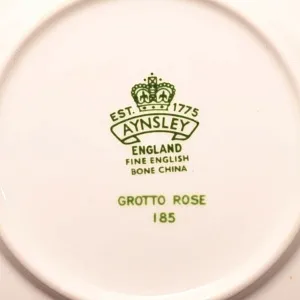 EST. 1775
AYNSLEY
ENGLAND
FINE ENGLISH
BONE CHINA
GROTTO ROSE
185